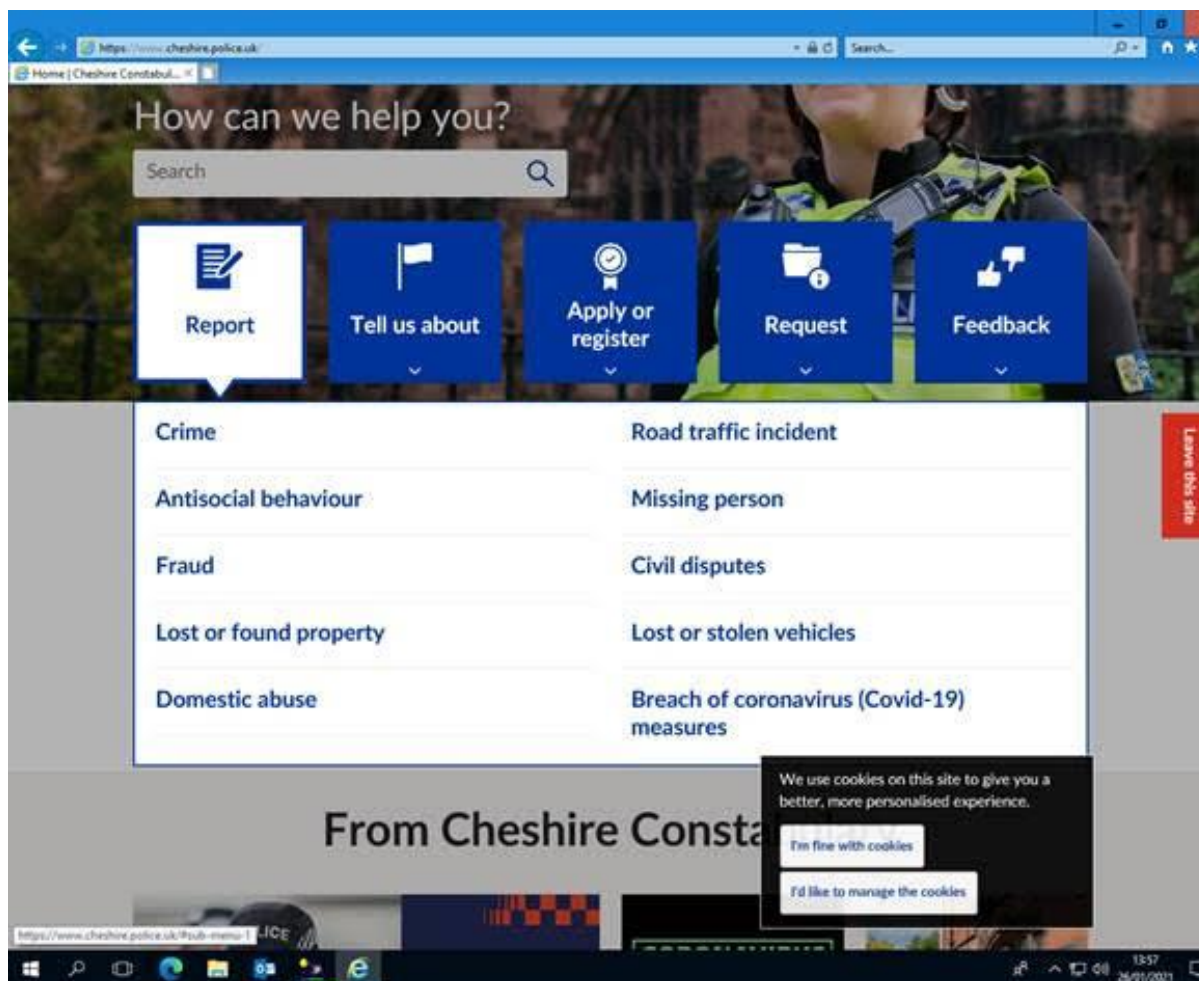 https://www.cheshire.police.uk/
Search...
Home | Cheshire Constabul...
How can we help you?
Search
Report
Tell us about
Apply or
register
Request
Feedback
Crime
Road traffic incident
Antisocial behaviour
Missing person
Fraud
Civil disputes
Lost or found property
Lost or stolen vehicles
Domestic abuse
Breach of coronavirus (Covid-19)
measures
Leave this site
We use cookies on this site to give you a
better, more personalised experience.
I'm fine with cookies
I'd like to manage the cookies
From Cheshire Consta
https://www.cheshire.police.uk/#sub-menu-1
CORONAVIRUS
13:57
26/01/2021